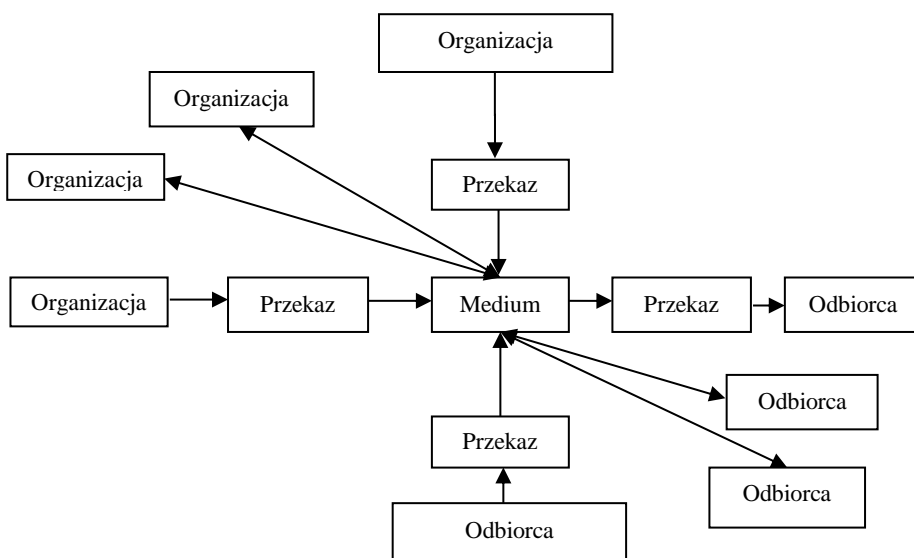 Organizacja
Organizacja
Organizacja
Przekaz
Organizacja
Przekaz
Medium
Przekaz
Odbiorca
Odbiorca
Przekaz
Odbiorca
Odbiorca